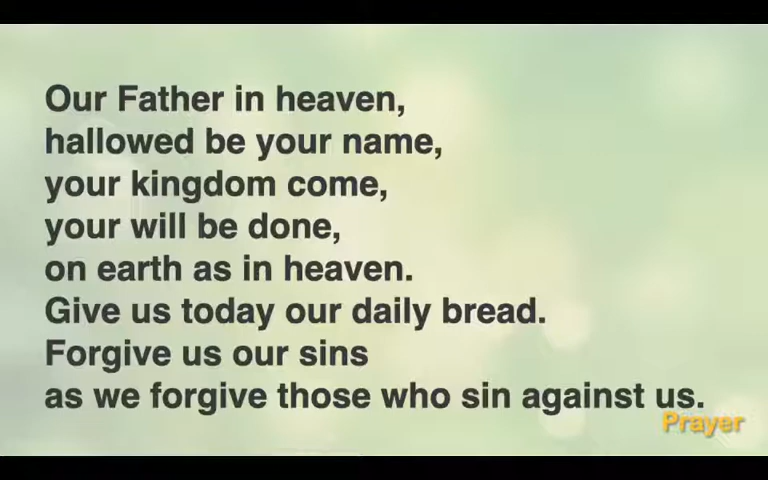 Our Father in heaven,
hallowed be your name,
your kingdom come,
your will be done,
on earth as in heaven.
Give us today our daily bread.
Forgive us our sins
as we forgive those who sin against us.
Prayer